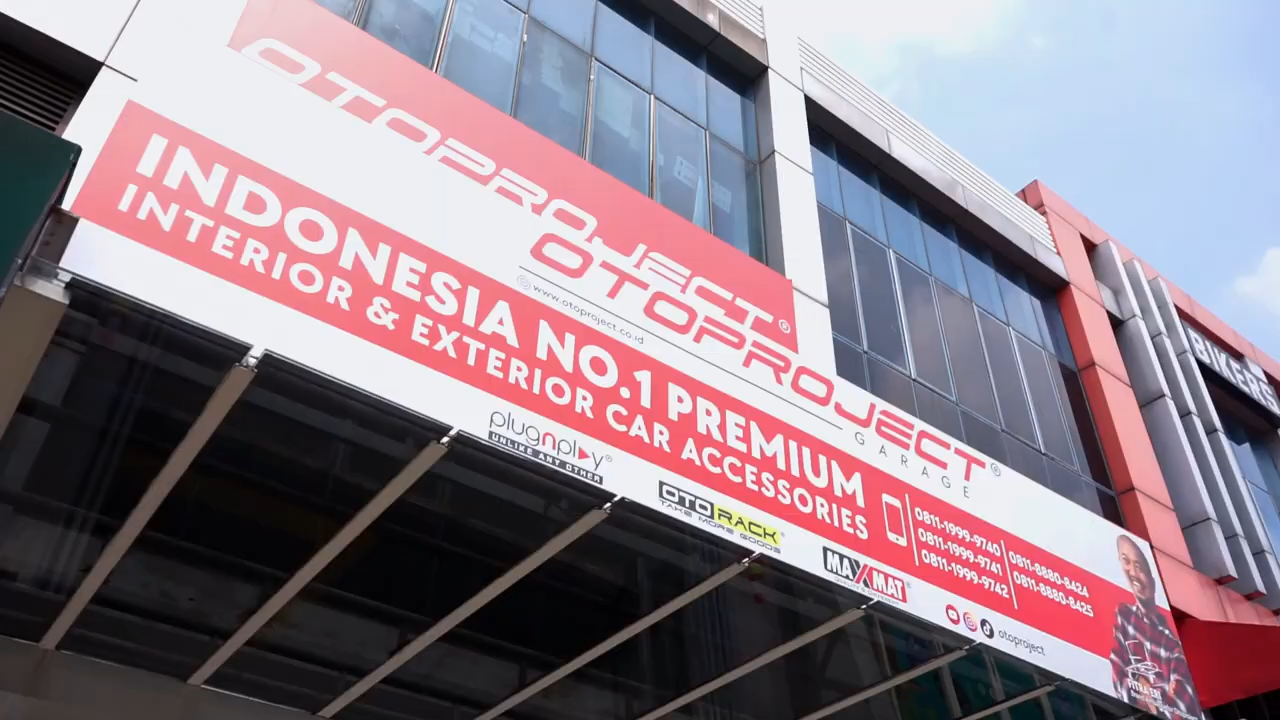 OTOPROJECT®
OTOPROJECT®
GARAGE
www.otoproject.co.id
INDONESIA NO.1 PREMIUM
INTERIOR & EXTERIOR CAR ACCESSORIES
0811-1999-9740
0811-1999-9741
0811-1999-9742
0811-8880-8424
0811-8880-8425
plugnplay®
UNLIKE ANY OTHER
OTORACK®
TAKE MORE GOODS
MAXMAT®
otoproject
FITRA ERI
BIKERS